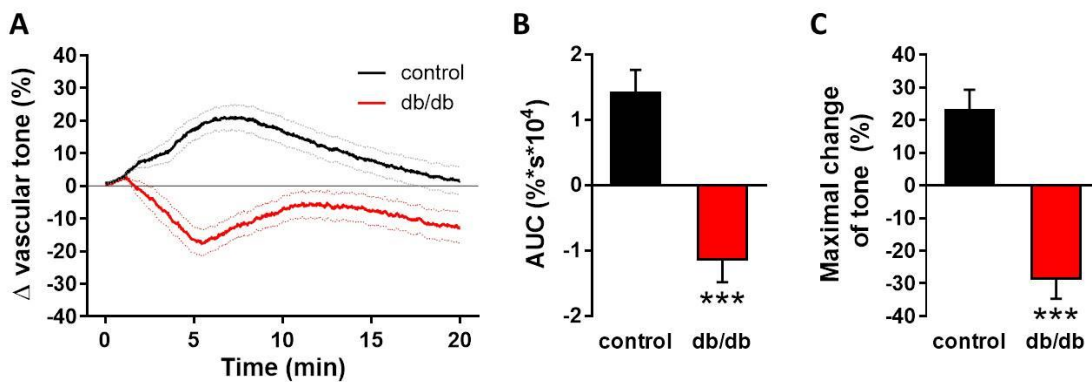 A
Δ vascular tone (%)
40
30
20
10
0
-10
-20
-30
-40
0
5
10
15
20
Time (min)
control
db/db
B
AUC (%*s*10⁴)
2
1
0
-1
-2
***
control
db/db
C
Maximal change
of tone (%)
40
30
20
10
0
-10
-20
-30
-40
***
control
db/db